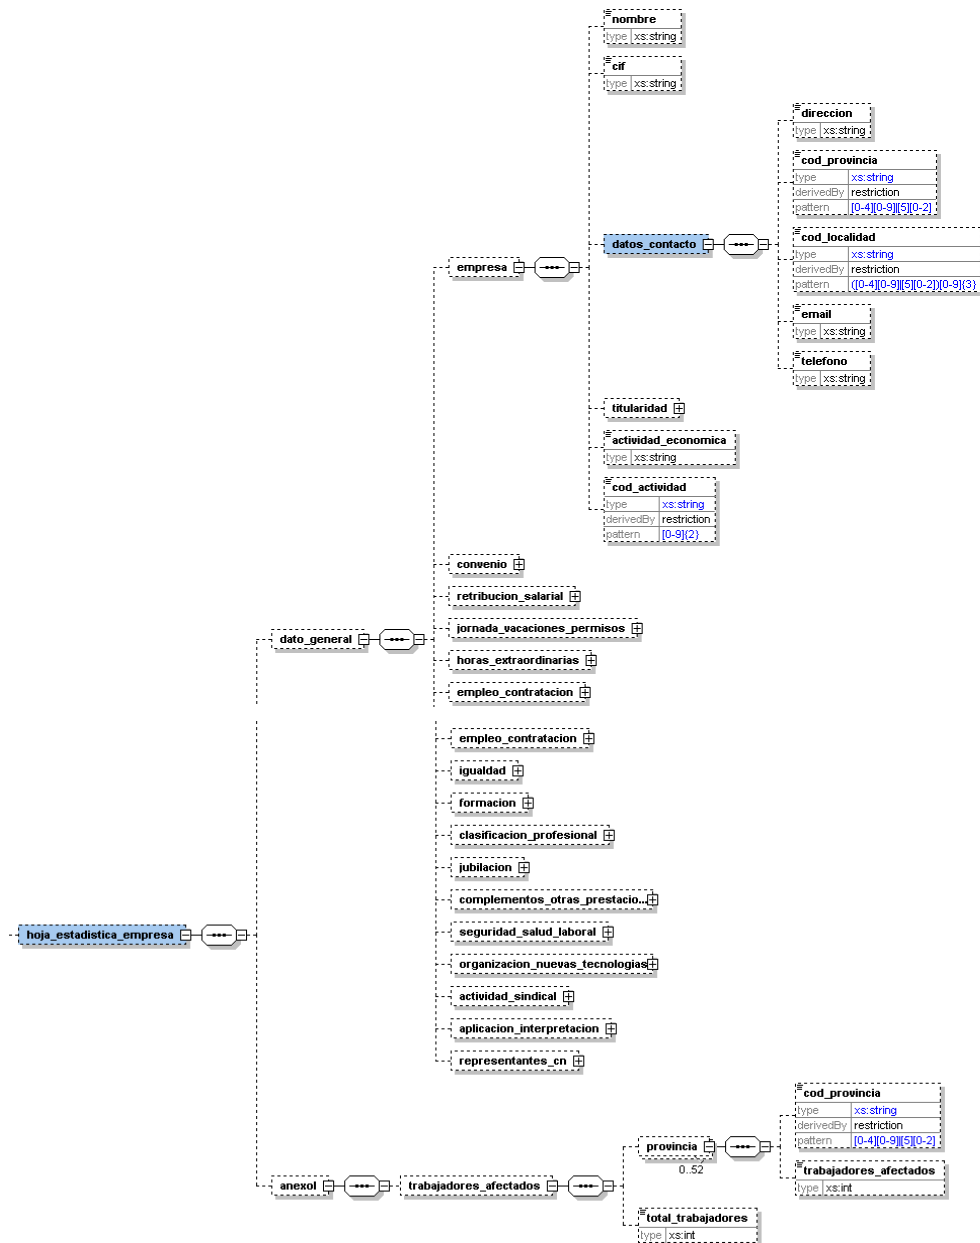 nombre
type xs:string
cif
type xs:string
direccion
type xs:string
cod_provincia
type xs:string
derivedBy restriction
pattern [0-4][0-9]|[5][0-2]
datos_contacto
cod_localidad
type xs:string
derivedBy restriction
pattern ([0-4][0-9]|[5][0-2])[0-9]{3}
empresa
email
type xs:string
telefono
type xs:string
titularidad
actividad_economica
type xs:string
cod_actividad
type xs:string
derivedBy restriction
pattern [0-9]{2}
convenio
retribucion_salarial
jornada_vacaciones_permisos
dato_general
horas_extraordinarias
empleo_contratacion
empleo_contratacion
igualdad
formacion
clasificacion_profesional
jubilacion
complementos_otras_prestacio...
hoja_estadistica_empresa
seguridad_salud_laboral
organizacion_nuevas_tecnologias
actividad_sindical
aplicacion_interpretacion
representantes_cn
cod_provincia
type xs:string
derivedBy restriction
pattern [0-4][0-9]|[5][0-2]
provincia
0..52
trabajadores_afectados
type xs:int
anexoI
trabajadores_afectados
total_trabajadores
type xs:int